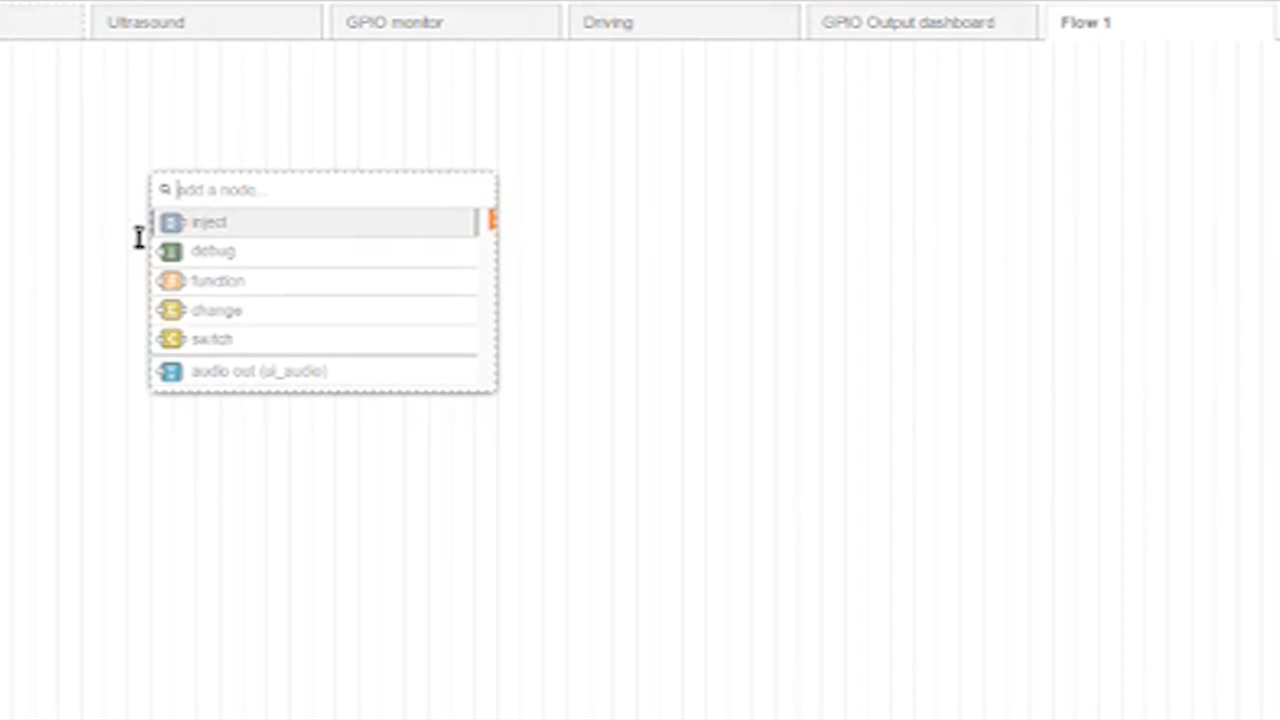 Ultrasound
GPIO monitor
Driving
GPIO Output dashboard
Flow 1
add a node...
inject
debug
function
change
switch
audio out (ui_audio)